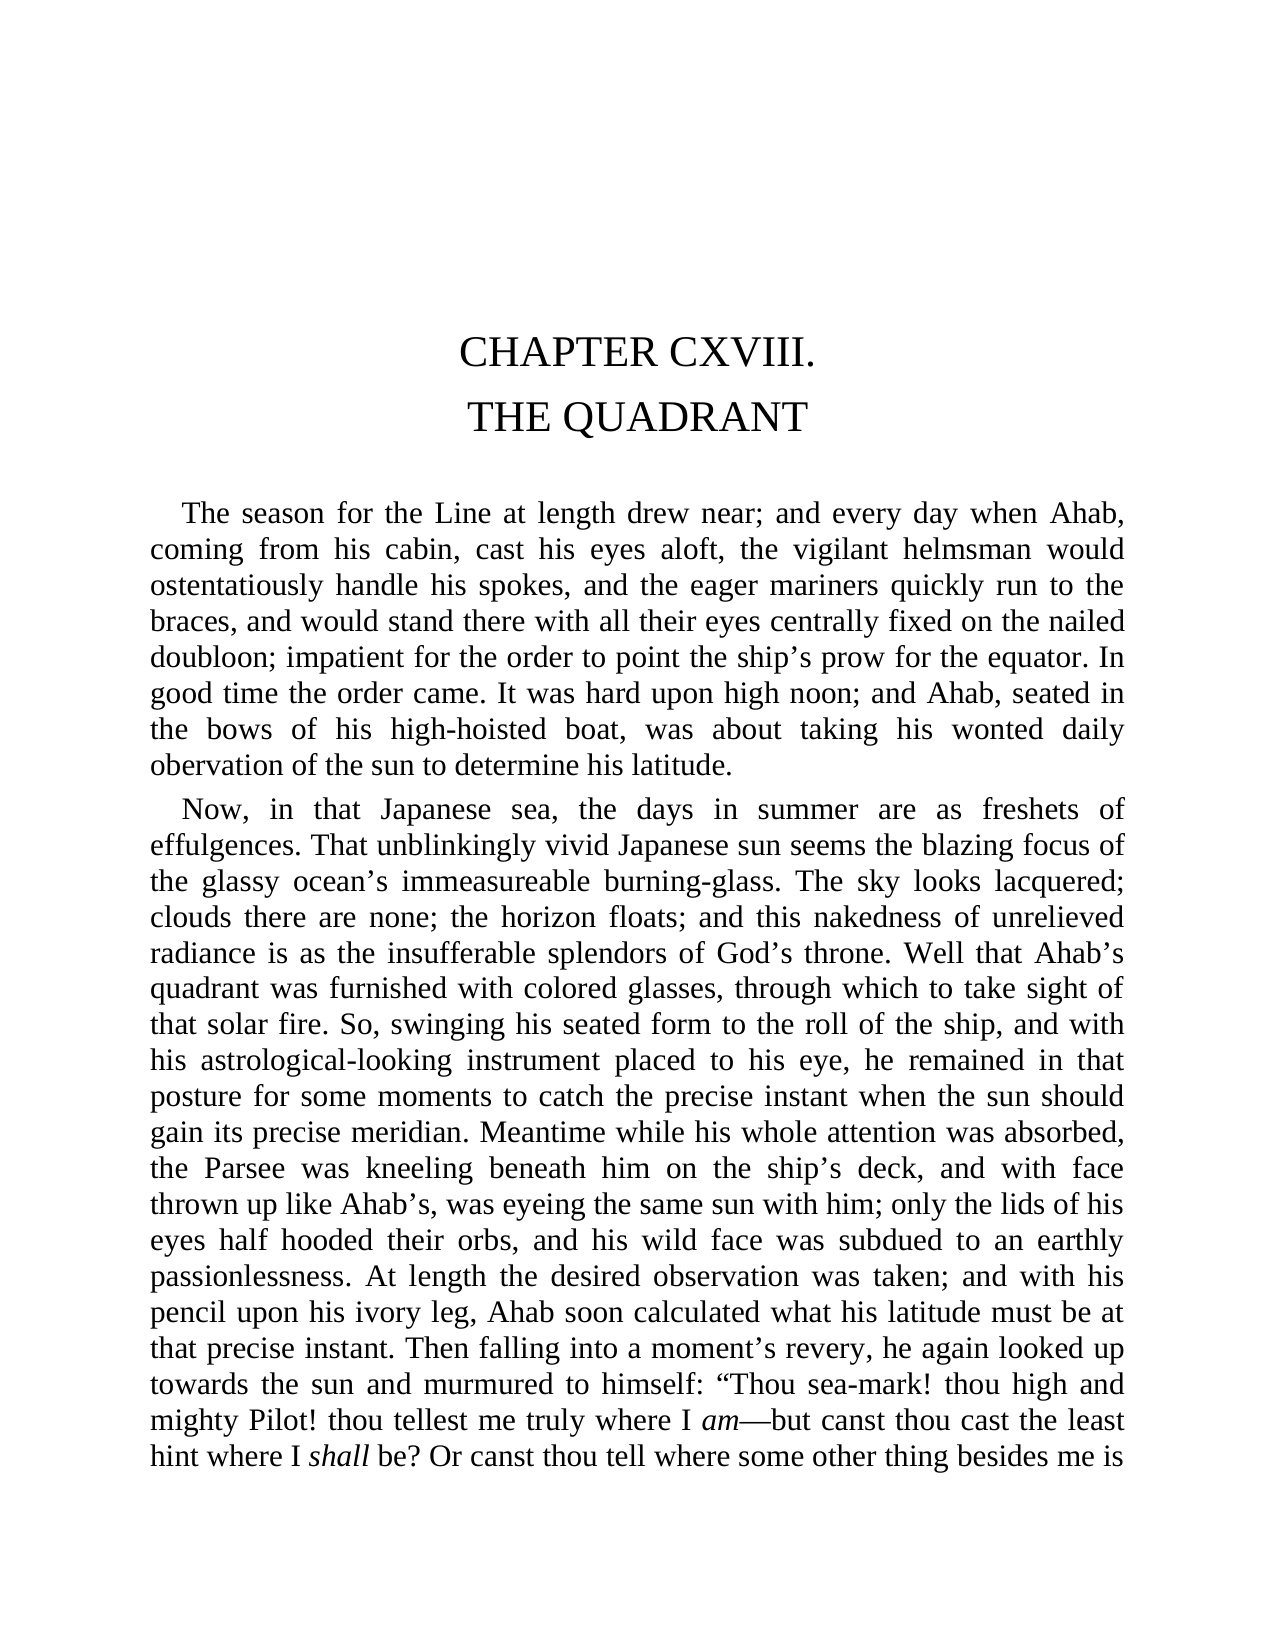 CHAPTER CXVIII.
THE QUADRANT
The season for the Line at length drew near; and every day when Ahab,
coming from his cabin, cast his eyes aloft, the vigilant helmsman would
ostentatiously handle his spokes, and the eager mariners quickly run to the
braces, and would stand there with all their eyes centrally fixed on the nailed
doubloon; impatient for the order to point the ship’s prow for the equator. In
good time the order came. It was hard upon high noon; and Ahab, seated in
the bows of his high-hoisted boat, was about taking his wonted daily
obervation of the sun to determine his latitude.
Now, in that Japanese sea, the days in summer are as freshets of
effulgences. That unblinkingly vivid Japanese sun seems the blazing focus of
the glassy ocean’s immeasureable burning-glass. The sky looks lacquered;
clouds there are none; the horizon floats; and this nakedness of unrelieved
radiance is as the insufferable splendors of God’s throne. Well that Ahab’s
quadrant was furnished with colored glasses, through which to take sight of
that solar fire. So, swinging his seated form to the roll of the ship, and with
his astrological-looking instrument placed to his eye, he remained in that
posture for some moments to catch the precise instant when the sun should
gain its precise meridian. Meantime while his whole attention was absorbed,
the Parsee was kneeling beneath him on the ship’s deck, and with face
thrown up like Ahab’s, was eyeing the same sun with him; only the lids of his
eyes half hooded their orbs, and his wild face was subdued to an earthly
passionlessness. At length the desired observation was taken; and with his
pencil upon his ivory leg, Ahab soon calculated what his latitude must be at
that precise instant. Then falling into a moment’s revery, he again looked up
towards the sun and murmured to himself: “Thou sea-mark! thou high and
mighty Pilot! thou tellest me truly where I am—but canst thou cast the least
hint where I shall be? Or canst thou tell where some other thing besides me is